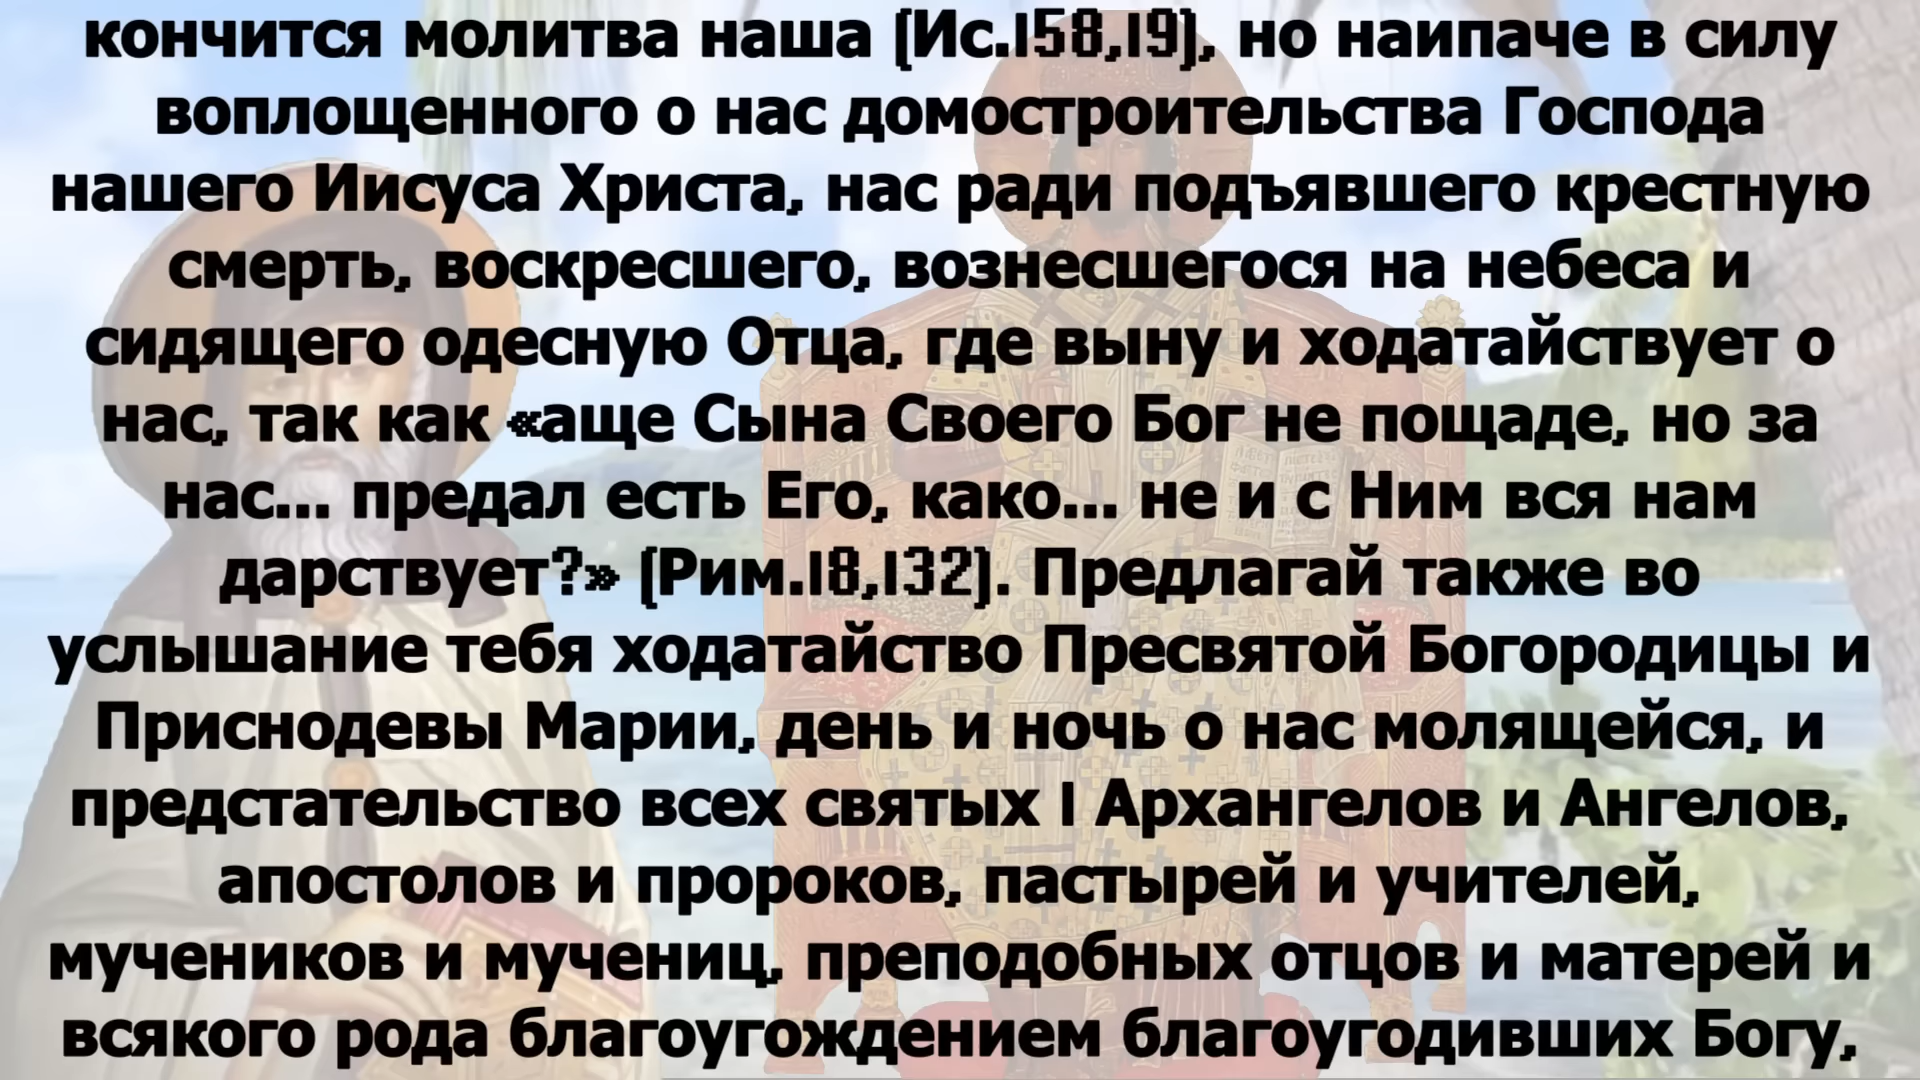 кончится молитва наша (Ис.158,19), но наипаче в силу
воплощенного о нас домостроительства Господа
нашего Иисуса Христа, нас ради подъявшего крестную
смерть, воскресшего, вознесшегося на небеса и
сидящего одесную Отца, где выну и ходатайствует о
нас, так как «аще Сына Своего Бог не пощаде, но за
нас... предал есть Его, како... не и с Ним вся нам
дарствует?» (Рим.18,132). Предлагай также во
услышание тебя ходатайство Пресвятой Богородицы и
Приснодевы Марии, день и ночь о нас молящейся, и
предстательство всех святых | Архангелов и Ангелов,
апостолов и пророков, пастырей и учителей,
мучеников и мучениц, преподобных отцов и матерей и
всякого рода благоугождением благоугодивших Богу,